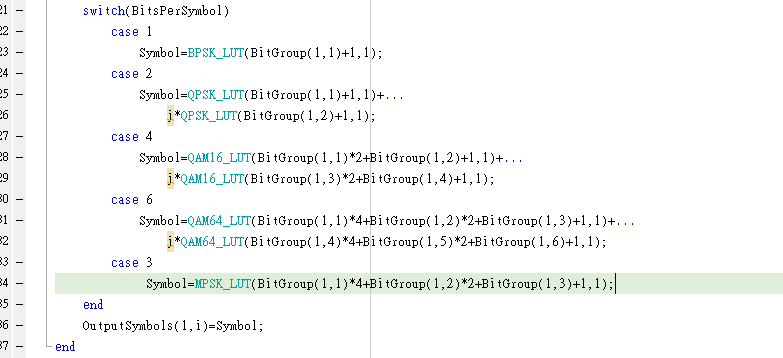 21 – switch(BitsPerSymbol)
22 – case 1
23 – Symbol=BPSK_LUT(BitGroup(1,1)+1,1);
24 – case 2
25 – Symbol=QPSK_LUT(BitGroup(1,1)+1,1)+...
26 j*QPSK_LUT(BitGroup(1,2)+1,1);
27 – case 4
28 – Symbol=QAM16_LUT(BitGroup(1,1)*2+BitGroup(1,2)+1,1)+...
29 – j*QAM16_LUT(BitGroup(1,3)*2+BitGroup(1,4)+1,1);
30 – case 6
31 – Symbol=QAM64_LUT(BitGroup(1,1)*4+BitGroup(1,2)*2+BitGroup(1,3)+1,1)+...
32 – j*QAM64_LUT(BitGroup(1,4)*4+BitGroup(1,5)*2+BitGroup(1,6)+1,1);
33 – case 3
34 – Symbol=MPSK_LUT(BitGroup(1,1)*4+BitGroup(1,2)*2+BitGroup(1,3)+1,1);
35 – end
36 – OutputSymbols(1,i)=Symbol;
37 – end